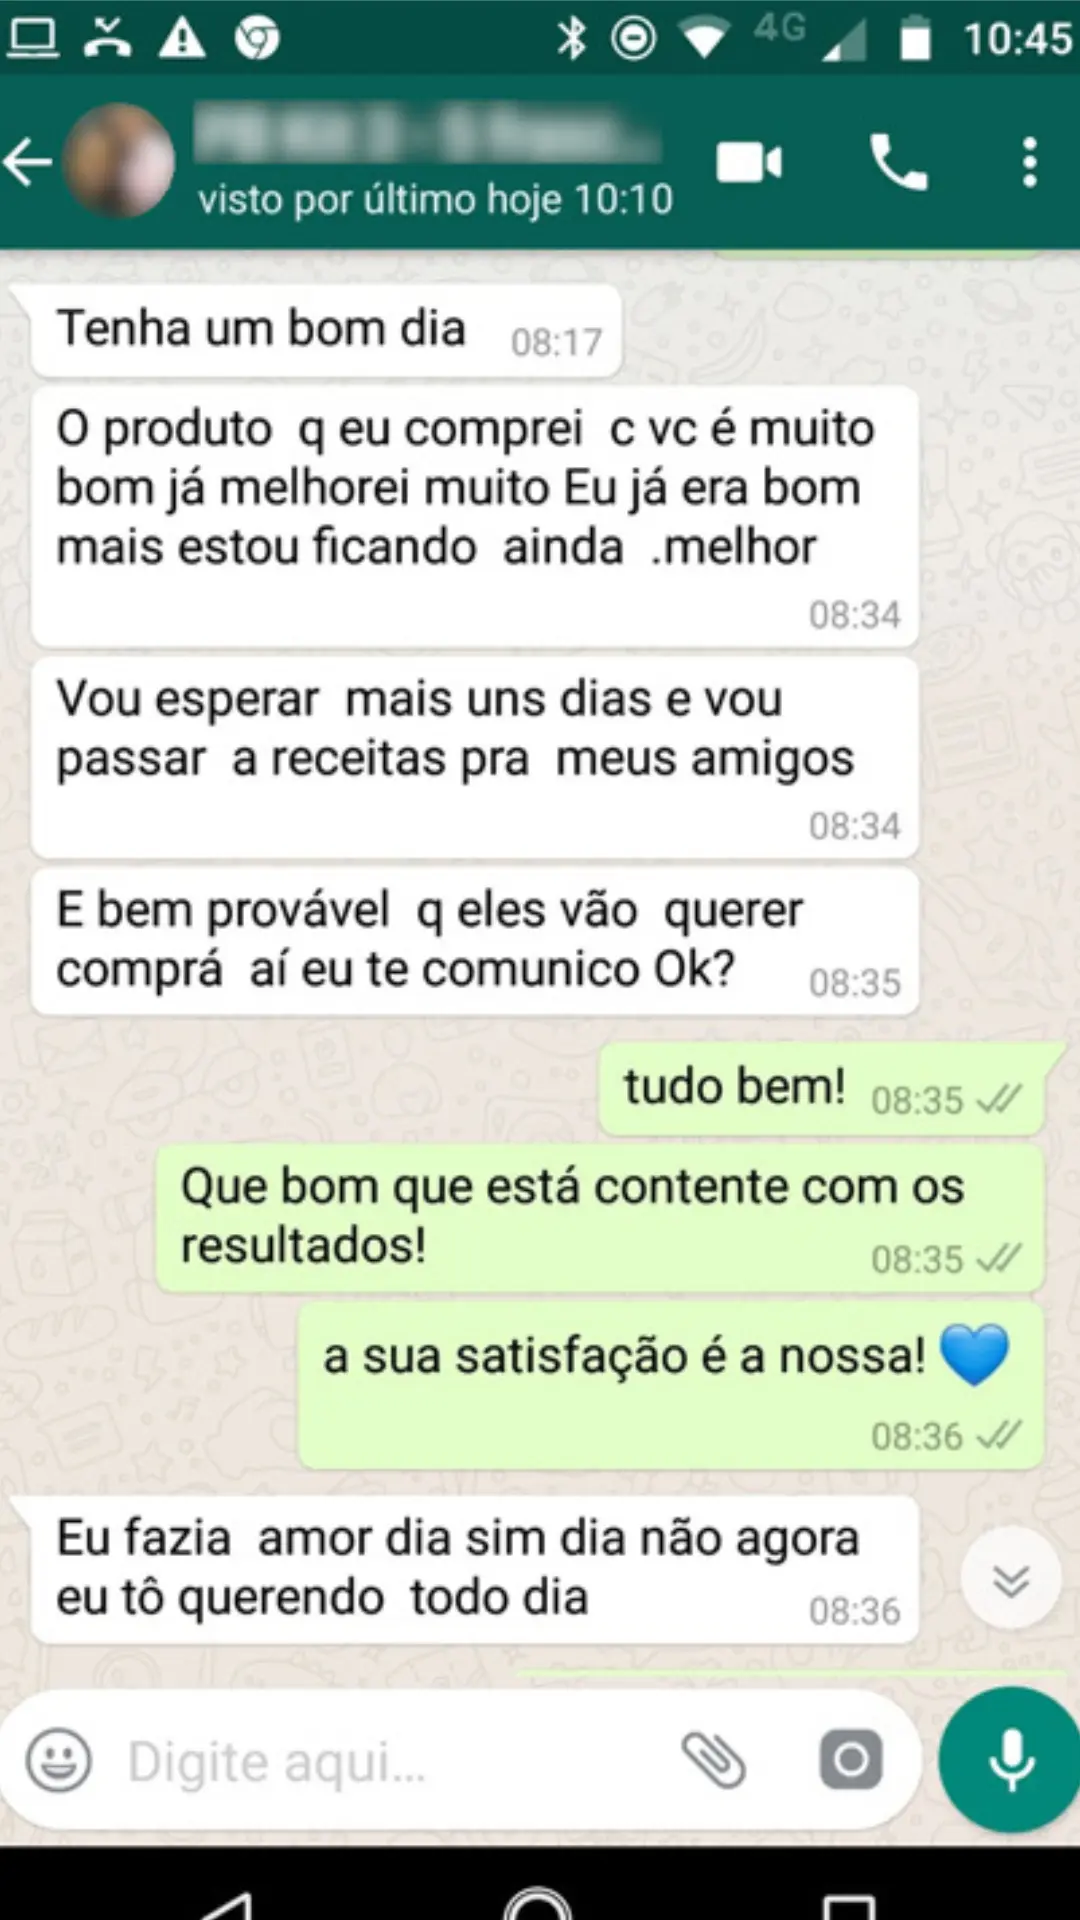 4G 10:45
visto por último hoje 10:10
Tenha um bom dia 08:17
O produto q eu comprei c vc é muito
bom já melhorei muito Eu já era bom
mais estou ficando ainda .melhor
08:34
Vou esperar mais uns dias e vou
passar a receitas pra meus amigos
08:34
E bem provável q eles vão querer
comprá aí eu te comunico Ok? 08:35
tudo bem! 08:35
Que bom que está contente com os
resultados! 08:35
a sua satisfação é a nossa! 💙
08:36
Eu fazia amor dia sim dia não agora
eu tô querendo todo dia 08:36
Digite aqui...